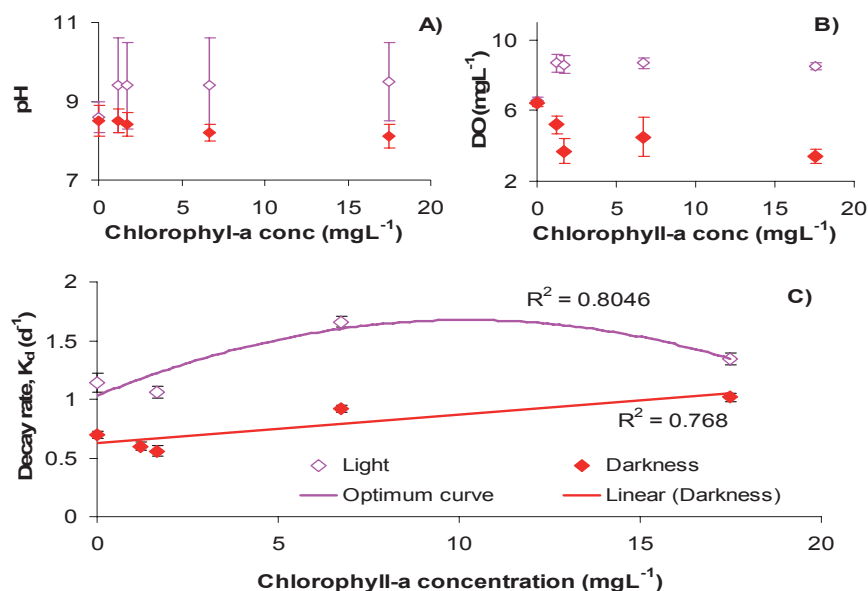 A)
11
9
7
pH
0 5 10 15 20
Chlorophyl-a conc (mgL⁻¹)
B)
10
6
2
DO (mgL⁻¹)
0 5 10 15 20
Chlorophyll-a conc (mgL⁻¹)
C)
2
1.5
1
0.5
0
Decay rate, K_d (d⁻¹)
R² = 0.8046
R² = 0.768
Light Darkness
Optimum curve Linear (Darkness)
0 5 10 15 20
Chlorophyll-a concentration (mgL⁻¹)